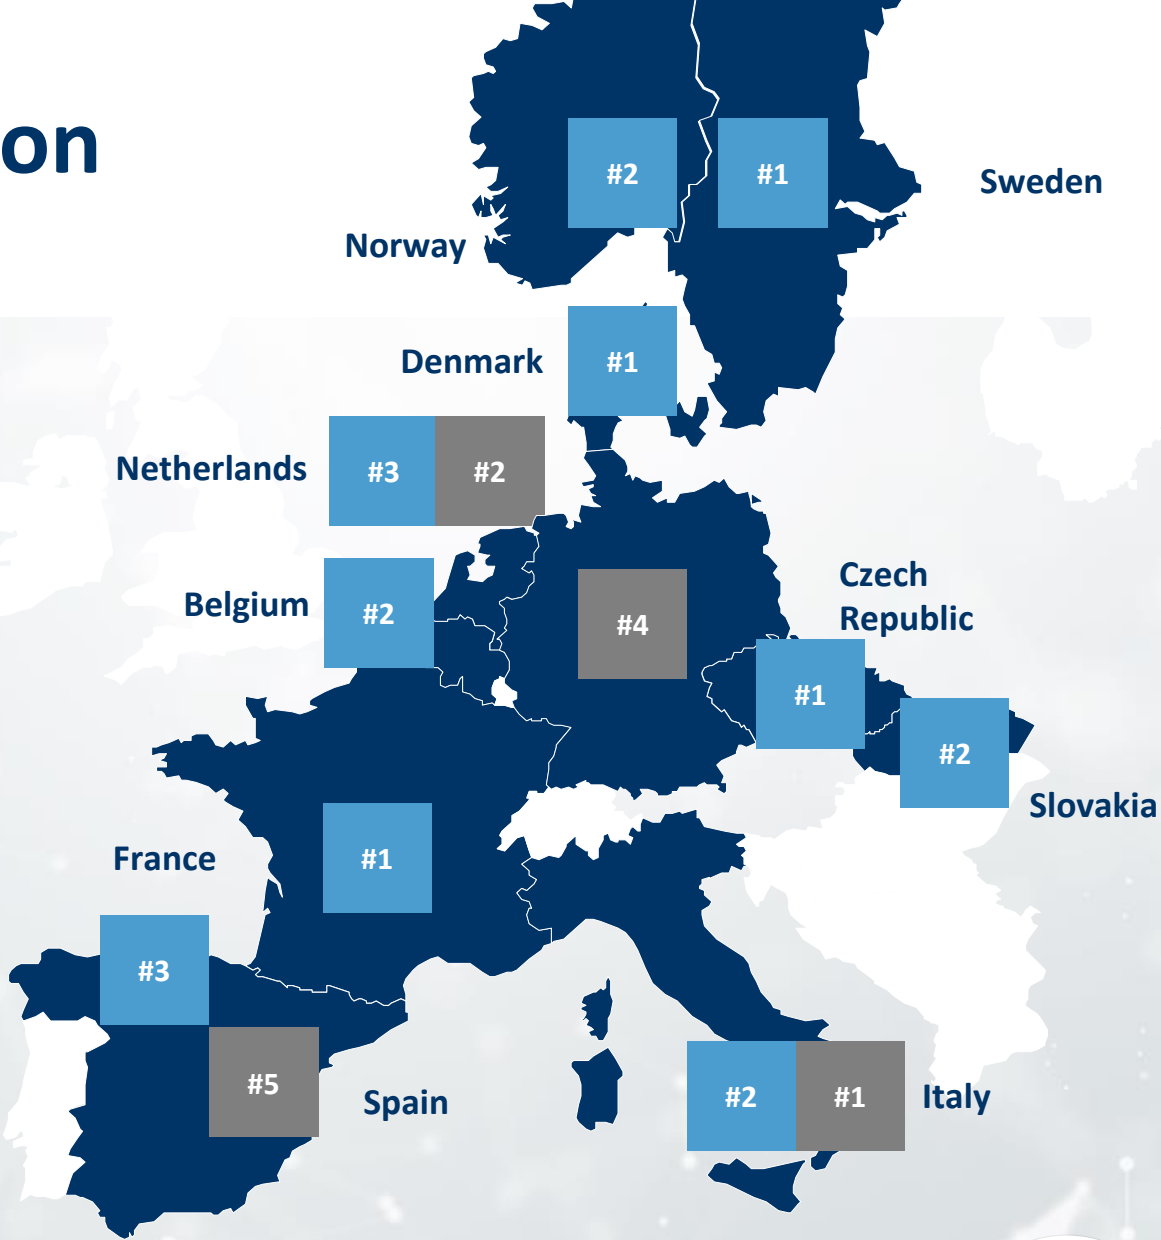 on
#2
#1
Sweden
Norway
Denmark
#1
Netherlands
#3
#2
Belgium
#2
#4
Czech
Republic
#1
#2
Slovakia
France
#1
#3
#5
Spain
#2
#1
Italy